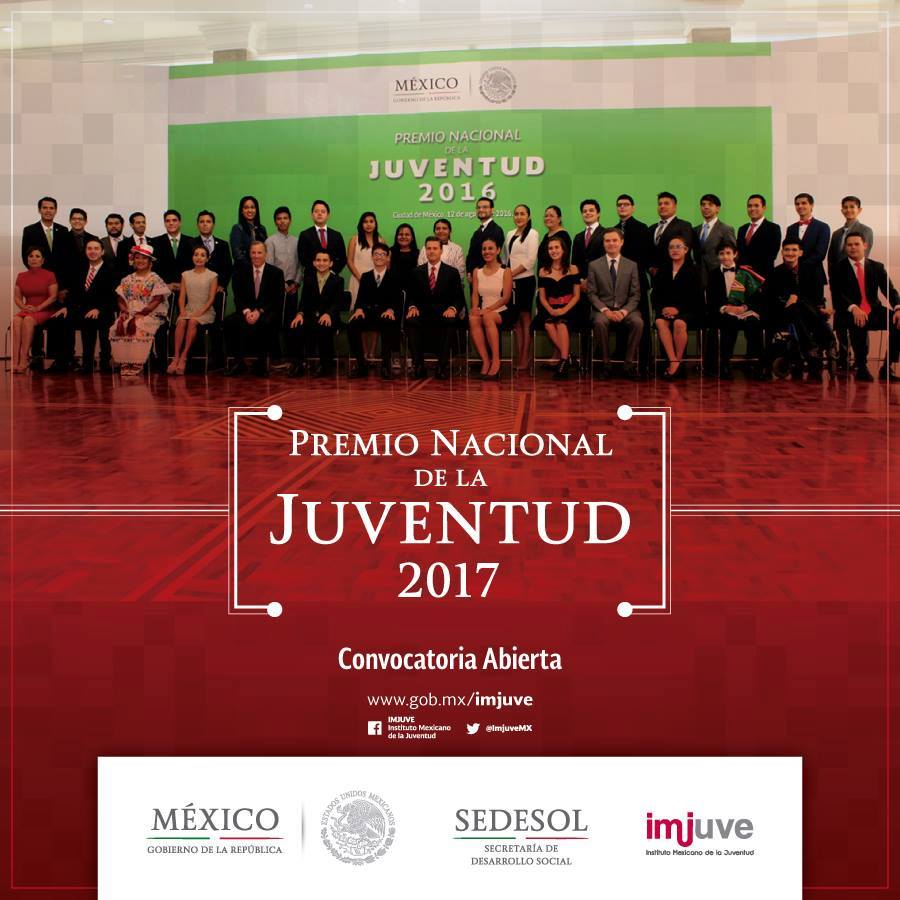 MÉXICO
GOBIERNO DE LA REPÚBLICA
PREMIO NACIONAL
DE LA
JUVENTUD
2016
Ciudad de México, 12 de 2016.
PREMIO NACIONAL
DE LA
JUVENTUD
2017
Convocatoria Abierta
www.gob.mx/imjuve
IMJUVE
Instituto Mexicano
de la Juventud
@ImjuveMX
MÉXICO
GOBIERNO DE LA REPÚBLICA
ESTADOS UNIDOS MEXICANOS
SEDESOL
SECRETARÍA DE
DESARROLLO SOCIAL
imjuve
Instituto Mexicano de la Juventud